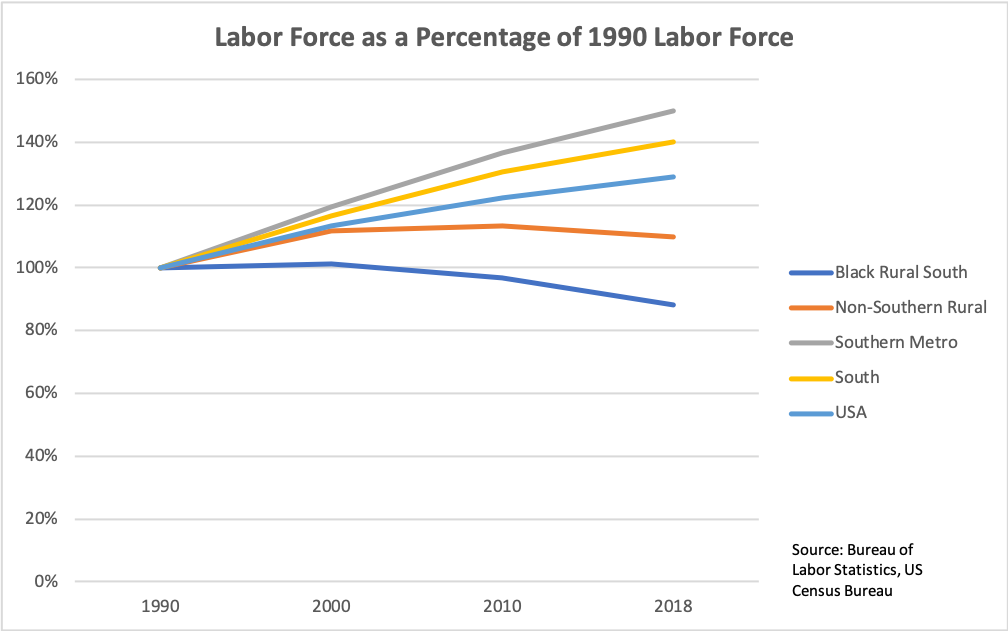 Labor Force as a Percentage of 1990 Labor Force
160%
140%
120%
100%
80%
60%
40%
20%
0%
1990
2000
2010
2018
Black Rural South
Non-Southern Rural
Southern Metro
South
USA
Source: Bureau of
Labor Statistics, US
Census Bureau